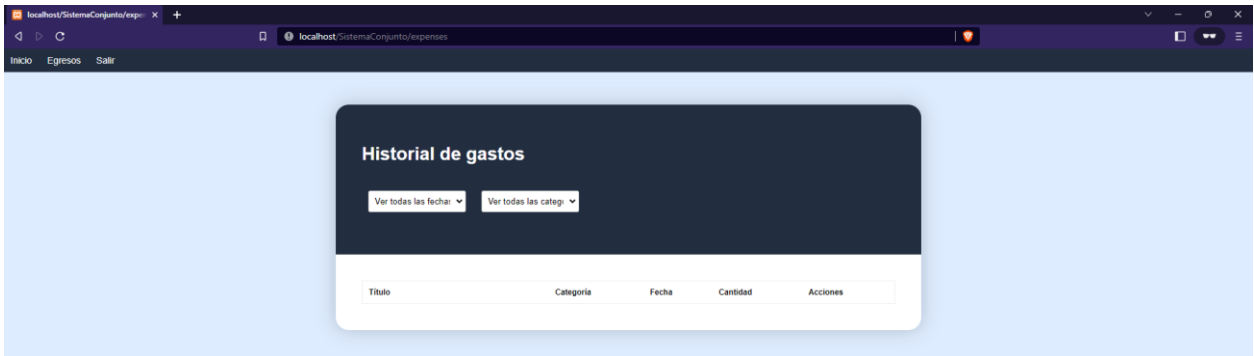 localhost/SistemaConjunto/expe
localhost/SistemaConjunto/expenses
Inicio Egresos Salir
Historial de gastos
Ver todas las fecha Ver todas las categ
Título Categoría Fecha Cantidad Acciones